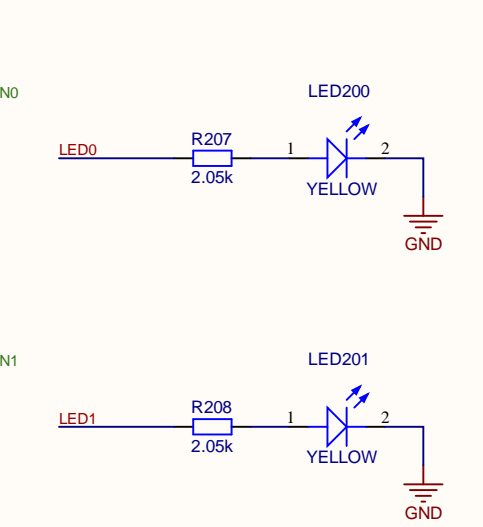 LED200
N0
R207
LED0
1
2
2.05k
YELLOW
GND
LED201
N1
R208
LED1
1
2
2.05k
YELLOW
GND